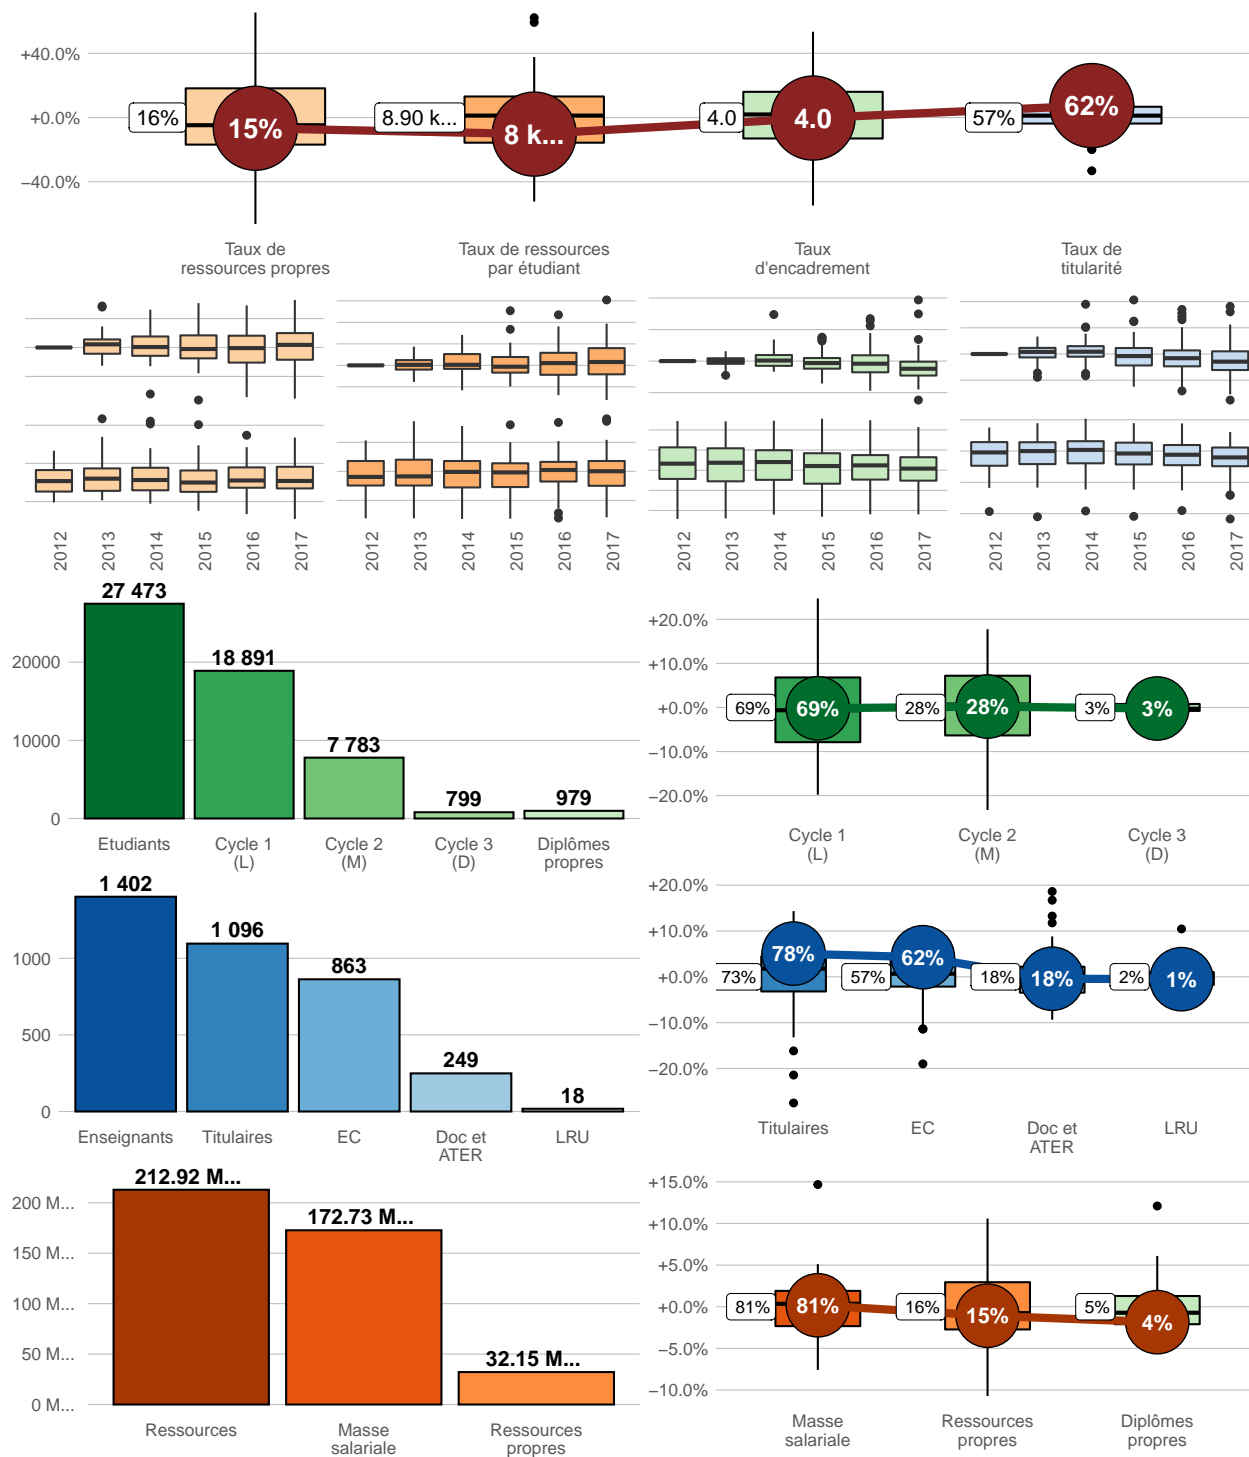 +40.0%
+0.0%
−40.0%
16%
15%
8.90 k...
8 k...
4.0
4.0
57%
62%
Taux de
ressources propres
Taux de ressources
par étudiant
Taux
d'encadrement
Taux de
titularité
2012
2013
2014
2015
2016
2017
2012
2013
2014
2015
2016
2017
2012
2013
2014
2015
2016
2017
2012
2013
2014
2015
2016
2017
27 473
18 891
7 783
799
979
20000
10000
0
Etudiants
Cycle 1
(L)
Cycle 2
(M)
Cycle 3
(D)
Diplômes
propres
+20.0%
+10.0%
+0.0%
−10.0%
−20.0%
69%
69%
28%
28%
3%
3%
Cycle 1
(L)
Cycle 2
(M)
Cycle 3
(D)
1 402
1 096
863
249
18
1000
500
0
Enseignants
Titulaires
EC
Doc et
ATER
LRU
+20.0%
+10.0%
+0.0%
−10.0%
−20.0%
73%
78%
57%
62%
18%
18%
2%
1%
Titulaires
EC
Doc et
ATER
LRU
212.92 M...
172.73 M...
32.15 M...
200 M...
150 M...
100 M...
50 M...
0 M...
Ressources
Masse
salariale
Ressources
propres
+15.0%
+10.0%
+5.0%
+0.0%
−5.0%
−10.0%
81%
81%
16%
15%
5%
4%
Masse
salariale
Ressources
propres
Diplômes
propres